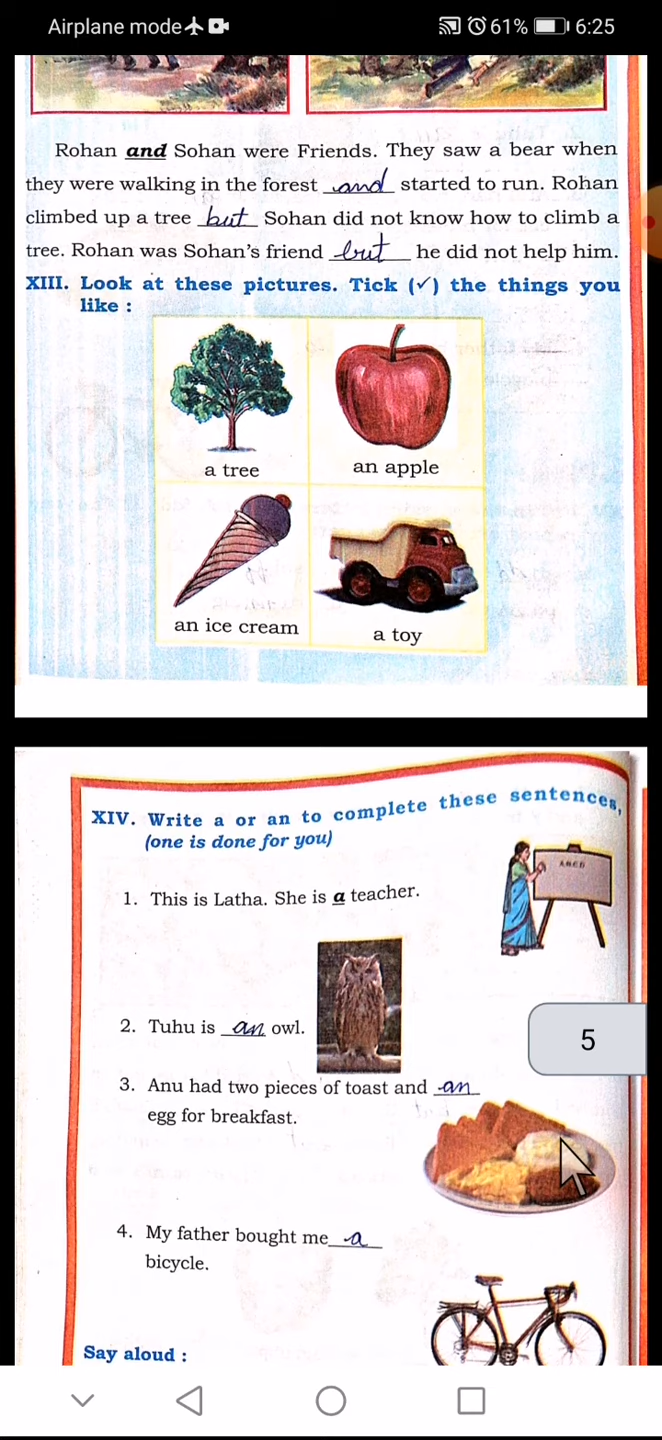 Airplane mode 61% 6:25
Rohan and Sohan were Friends. They saw a bear when
they were walking in the forest and started to run. Rohan
climbed up a tree but Sohan did not know how to climb a
tree. Rohan was Sohan's friend but he did not help him.
XIII. Look at these pictures. Tick (✓) the things you
like :
a tree
an apple
an ice cream
a toy
XIV. Write a or an to complete these sentences,
(one is done for you)
ABCD
1. This is Latha. She is a teacher.
2. Tuhu is an owl.
5
3. Anu had two pieces of toast and an
egg for breakfast.
4. My father bought me a
bicycle.
Say aloud :